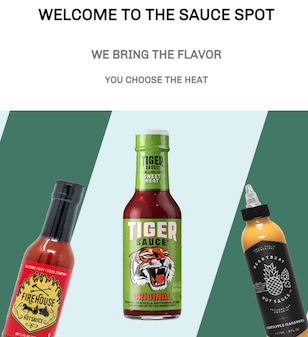 WELCOME TO THE SAUCE SPOT
WE BRING THE FLAVOR
YOU CHOOSE THE HEAT
TIGER
SAUCE
SWEET
HEAT
TIGER
SAUCE
ORIGINAL
FIREHOUSE
HOT SAUCE
HEARTBEAT
HOT SAUCE
PINEAPPLE HABANERO